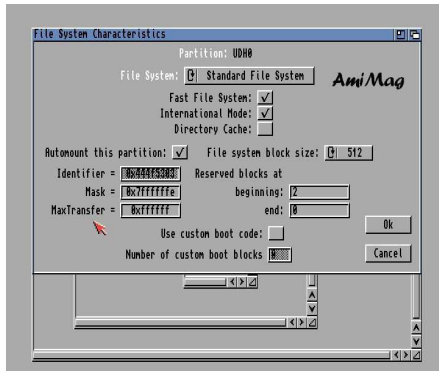 File System Characteristics
Partition: UDH0
File System: Standard File System
AmiMag
Fast File System:
International Mode:
Directory Cache:
Automount this partition: File system block size: 512
Identifier = Reserved blocks at
Mask = 0x7ffffffe beginning: 2
MaxTransfer = 0xffffff end: 0
Use custom boot code:
Ok
Number of custom boot blocks 0
Cancel